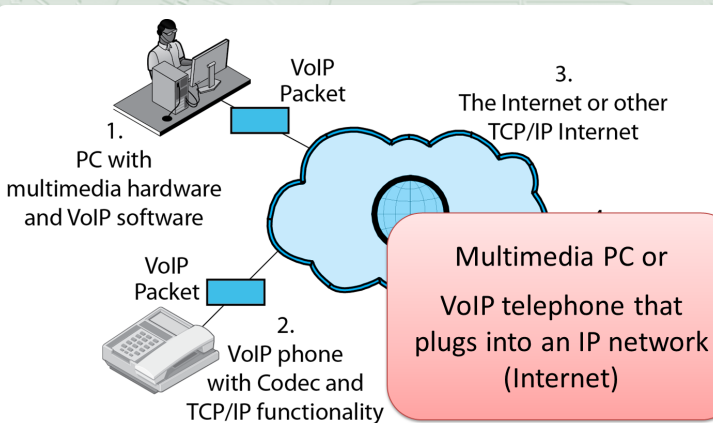 VoIP
Packet
3.
The Internet or other
TCP/IP Internet
1.
PC with
multimedia hardware
and VoIP software
Multimedia PC or
VoIP telephone that
plugs into an IP network
(Internet)
VoIP
Packet
2.
VoIP phone
with Codec and
TCP/IP functionality